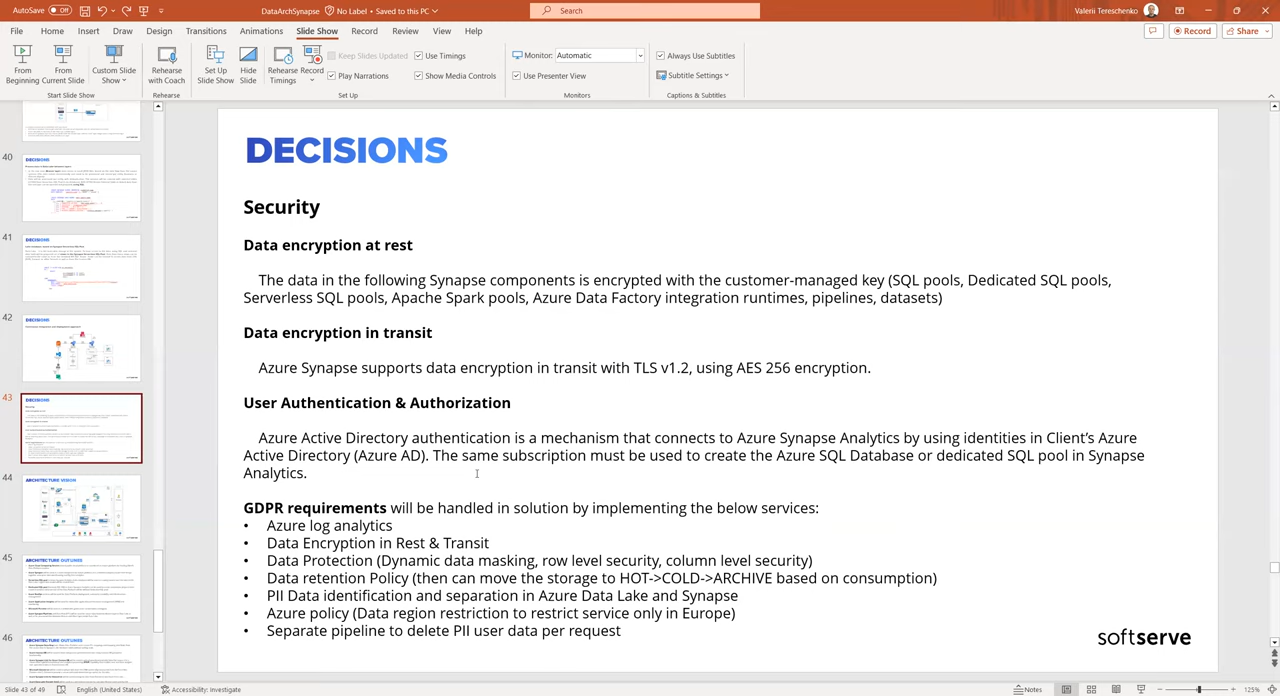 AutoSave Off DataArchSynapse No Label • Saved to this PC Search Valerii Tereschenko
File Home Insert Draw Design Transitions Animations Slide Show Record Review View Help Record Share
From Beginning
From Current Slide
Custom Slide Show
Rehearse with Coach
Set Up Slide Show
Hide Slide
Rehearse Timings
Record
Keep Slides Updated
Use Timings
Play Narrations
Show Media Controls
Monitor: Automatic
Use Presenter View
Always Use Subtitles
Subtitle Settings
Start Slide Show Rehearse Set Up Monitors Captions & Subtitles
40
DECISIONS
41
DECISIONS
42
DECISIONS
43
DECISIONS
44
ARCHITECTURE VISION
45
ARCHITECTURE OUTLINES
46
ARCHITECTURE OUTLINES
DECISIONS
Security
Data encryption at rest
The data in the following Synapse components is encrypted with the customer-managed key (SQL pools, Dedicated SQL pools,
Serverless SQL pools, Apache Spark pools, Azure Data Factory integration runtimes, pipelines, datasets)
Data encryption in transit
Azure Synapse supports data encryption in transit with TLS v1.2, using AES 256 encryption.
User Authentication & Authorization
Azure Active Directory authentication is a mechanism that connects to Azure Synapse Analytics by using identities in Client's Azure
Active Directory (Azure AD). The same subscription must be used to create the Azure SQL Database or dedicated SQL pool in Synapse
Analytics.
GDPR requirements will be handled in solution by implementing the below services:
• Azure log analytics
• Data Encryption in Rest & Transit
• Data Protection (Dynamic data masking, row level security, column level security)
• Data Retention Policy (then can move the storage to HOT->COLD->ARCHIVE based on consumption)
• PII Data identification and separation in Azure Data Lake and Synapse
• Azure policy (Data region restriction to restrict service only in Europe)
• Separate pipeline to delete PII user data per request
softserve
Slide 43 of 49 English (United States) Accessibility: Investigate Notes 125%